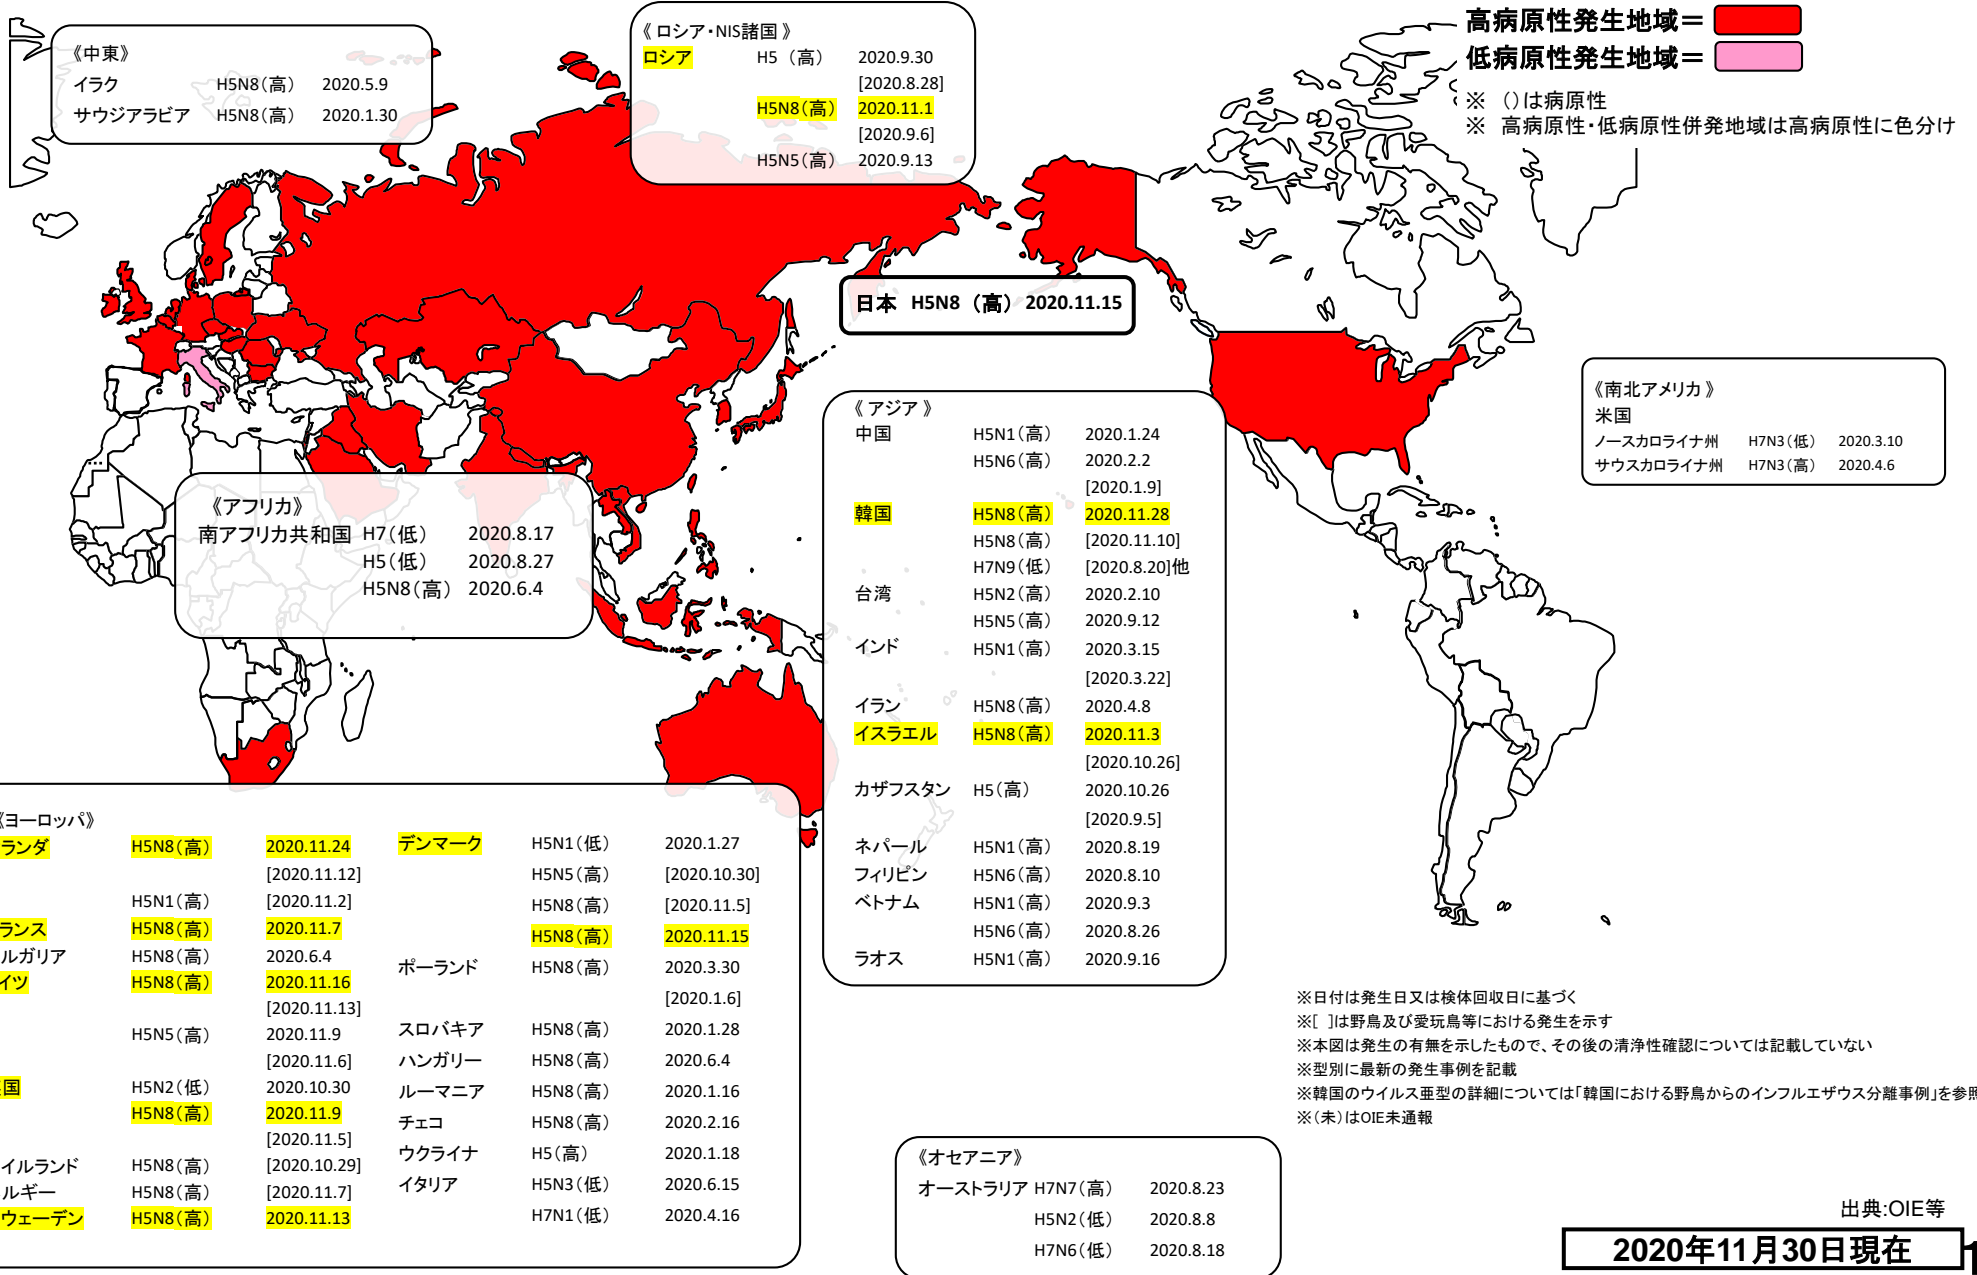 高病原性発生地域＝
低病原性発生地域＝
※ （）は病原性
※ 高病原性・低病原性併発地域は高病原性に色分け
《中東》
イラク H5N8（高） 2020.5.9
サウジアラビア H5N8（高） 2020.1.30
《ロシア・NIS諸国》
ロシア H5 （高） 2020.9.30
[2020.8.28]
H5N8（高） 2020.11.1
[2020.9.6]
H5N5（高） 2020.9.13
日本 H5N8 （高） 2020.11.15
《南北アメリカ》
米国
ノースカロライナ州 H7N3（低） 2020.3.10
サウスカロライナ州 H7N3（高） 2020.4.6
《アジア》
中国 H5N1（高） 2020.1.24
H5N6（高） 2020.2.2
[2020.1.9]
韓国 H5N8（高） 2020.11.28
H5N8（高） [2020.11.10]
H7N9（低） [2020.8.20]他
台湾 H5N2（高） 2020.2.10
H5N5（高） 2020.9.12
インド H5N1（高） 2020.3.15
[2020.3.22]
イラン H5N8（高） 2020.4.8
イスラエル H5N8（高） 2020.11.3
[2020.10.26]
カザフスタン H5（高） 2020.10.26
[2020.9.5]
ネパール H5N1（高） 2020.8.19
フィリピン H5N6（高） 2020.8.10
ベトナム H5N1（高） 2020.9.3
H5N6（高） 2020.8.26
ラオス H5N1（高） 2020.9.16
《アフリカ》
南アフリカ共和国 H7（低） 2020.8.17
H5（低） 2020.8.27
H5N8（高） 2020.6.4
《ヨーロッパ》
ランダ H5N8（高） 2020.11.24
[2020.11.12]
H5N1（高） [2020.11.2]
ランス H5N8（高） 2020.11.7
ルガリア H5N8（高） 2020.6.4
イツ H5N8（高） 2020.11.16
[2020.11.13]
H5N5（高） 2020.11.9
[2020.11.6]
国 H5N2（低） 2020.10.30
H5N8（高） 2020.11.9
[2020.11.5]
イルランド H5N8（高） [2020.10.29]
ルギー H5N8（高） [2020.11.7]
ウェーデン H5N8（高） 2020.11.13
デンマーク H5N1（低） 2020.1.27
H5N5（高） [2020.10.30]
H5N8（高） [2020.11.5]
H5N8（高） 2020.11.15
ポーランド H5N8（高） 2020.3.30
[2020.1.6]
スロバキア H5N8（高） 2020.1.28
ハンガリー H5N8（高） 2020.6.4
ルーマニア H5N8（高） 2020.1.16
チェコ H5N8（高） 2020.2.16
ウクライナ H5（高） 2020.1.18
イタリア H5N3（低） 2020.6.15
H7N1（低） 2020.4.16
《オセアニア》
オーストラリア H7N7（高） 2020.8.23
H5N2（低） 2020.8.8
H7N6（低） 2020.8.18
※日付は発生日又は検体回収日に基づく
※[ ]は野鳥及び愛玩鳥等における発生を示す
※本図は発生の有無を示したもので、その後の清浄性確認については記載していない
※型別に最新の発生事例を記載
※韓国のウイルス亜型の詳細については「韓国における野鳥からのインフルエザウス分離事例」を参照
※（未）はOIE未通報
出典:OIE等
2020年11月30日現在
1